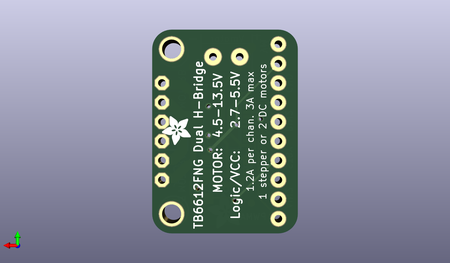 TB6612FNG Dual H-Bridge
MOTOR: 4.5-13.5V
Logic/VCC: 2.7-5.5V
1.2A per chan. 3A max
1 stepper or 2 DC motors